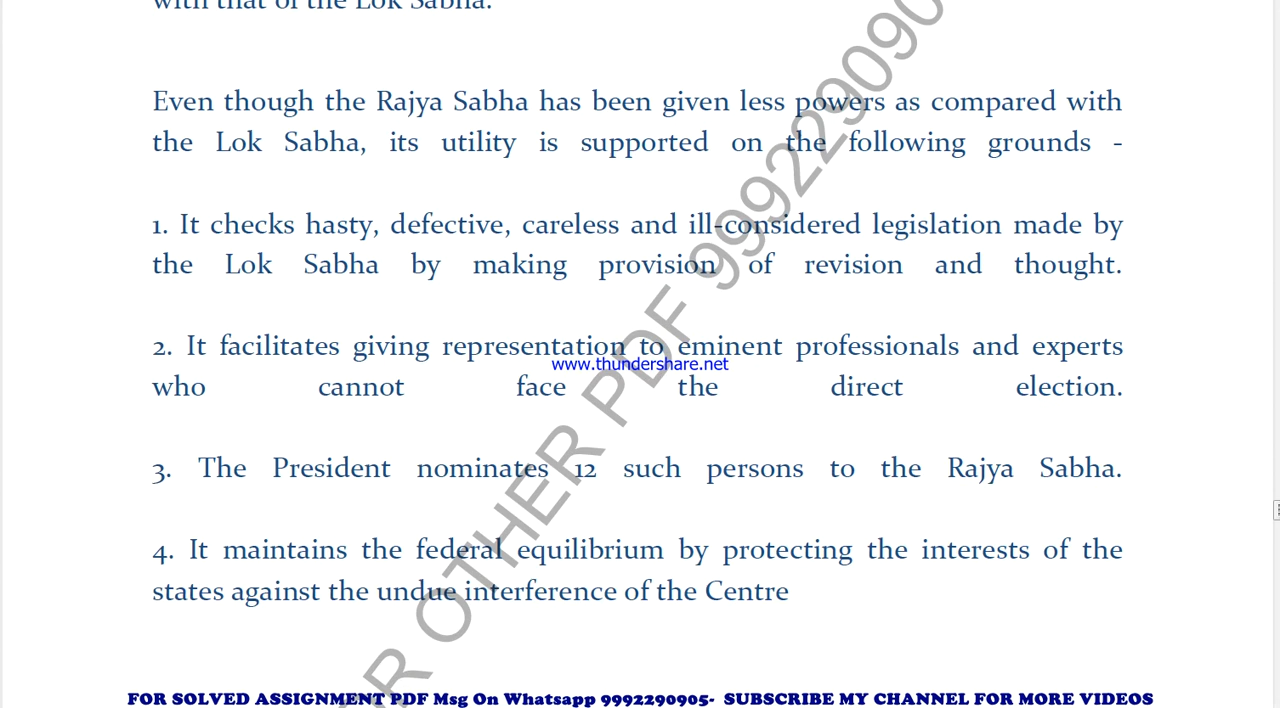 with that of the Lok Sabha.
Even though the Rajya Sabha has been given less powers as compared with
the Lok Sabha, its utility is supported on the following grounds -
1. It checks hasty, defective, careless and ill-considered legislation made by
the Lok Sabha by making provision of revision and thought.
2. It facilitates giving representation to eminent professionals and experts
www.thundershare.net
who cannot face the direct election.
3. The President nominates 12 such persons to the Rajya Sabha.
4. It maintains the federal equilibrium by protecting the interests of the
states against the undue interference of the Centre
OTHER PDF 999229090
FOR SOLVED ASSIGNMENT PDF Msg On Whatsapp 9992290905- SUBSCRIBE MY CHANNEL FOR MORE VIDEOS